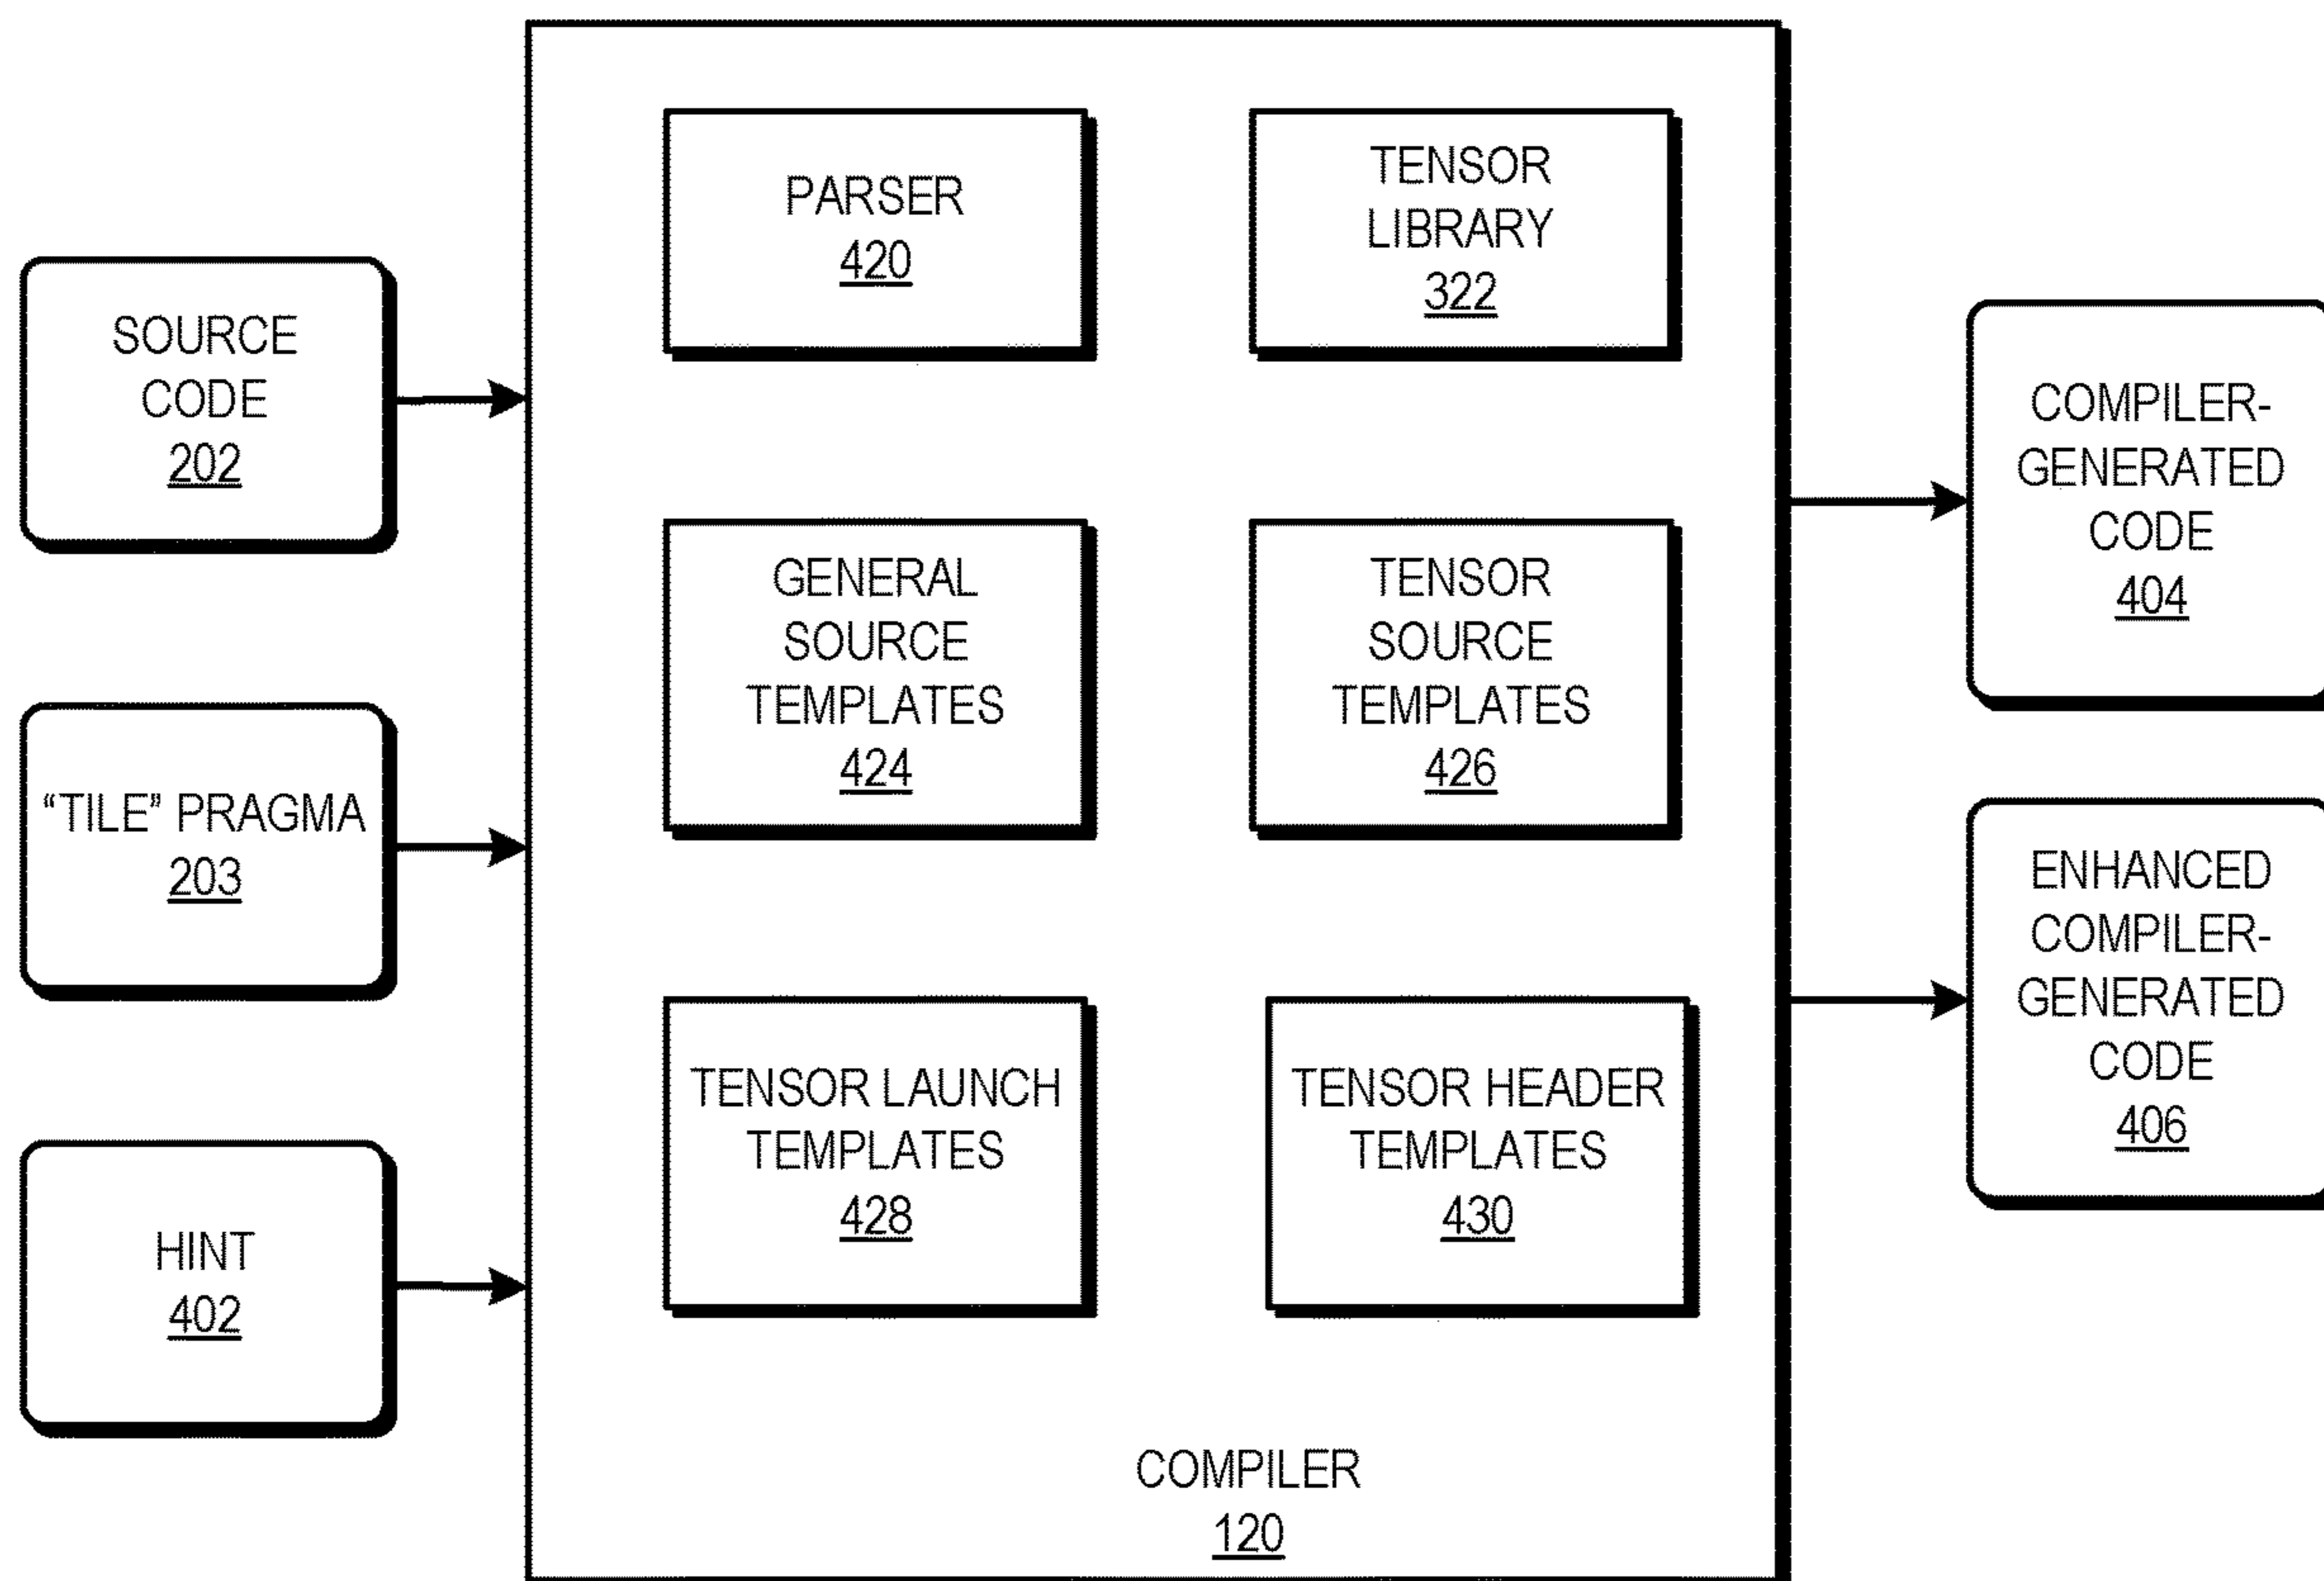 SOURCE
CODE
202
“TILE” PRAGMA
203
HINT
402
PARSER
420
TENSOR
LIBRARY
322
GENERAL
SOURCE
TEMPLATES
424
TENSOR
SOURCE
TEMPLATES
426
TENSOR LAUNCH
TEMPLATES
428
TENSOR HEADER
TEMPLATES
430
COMPILER
120
COMPILER-
GENERATED
CODE
404
ENHANCED
COMPILER-
GENERATED
CODE
406